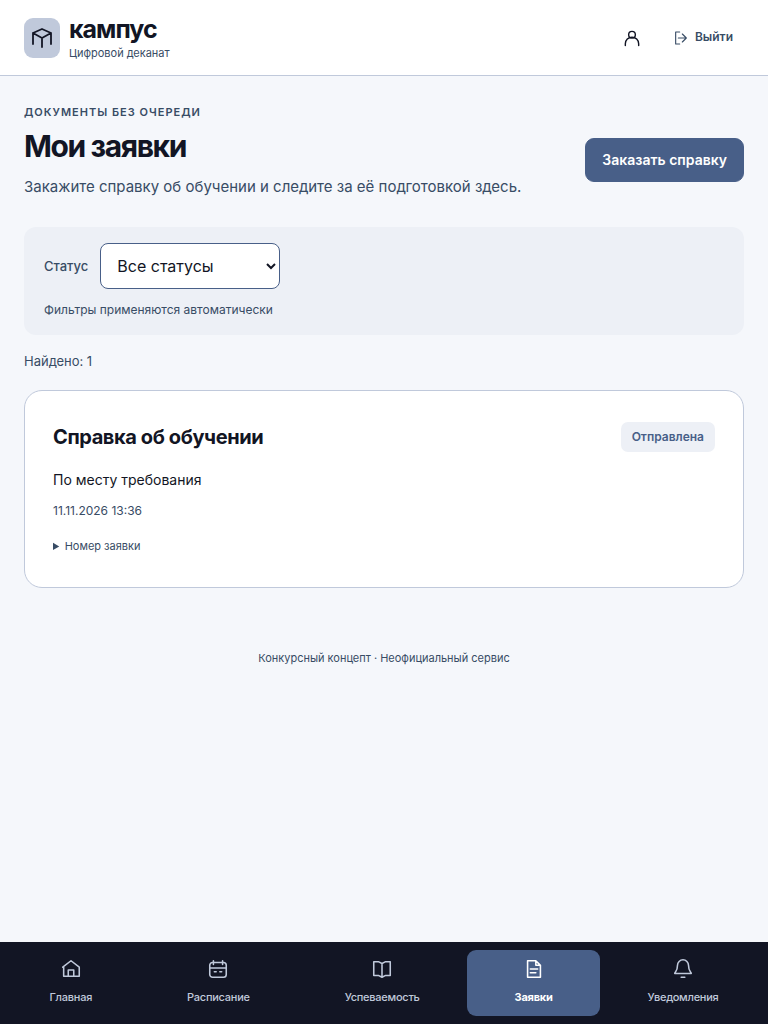 кампус
Цифровой деканат
Выйти
ДОКУМЕНТЫ БЕЗ ОЧЕРЕДИ
Мои заявки
Закажите справку об обучении и следите за её подготовкой здесь.
Заказать справку
Статус
Все статусы
Фильтры применяются автоматически
Найдено: 1
Справка об обучении
Отправлена
По месту требования
11.11.2026 13:36
Номер заявки
Конкурсный концепт · Неофициальный сервис
Главная
Расписание
Успеваемость
Заявки
Уведомления